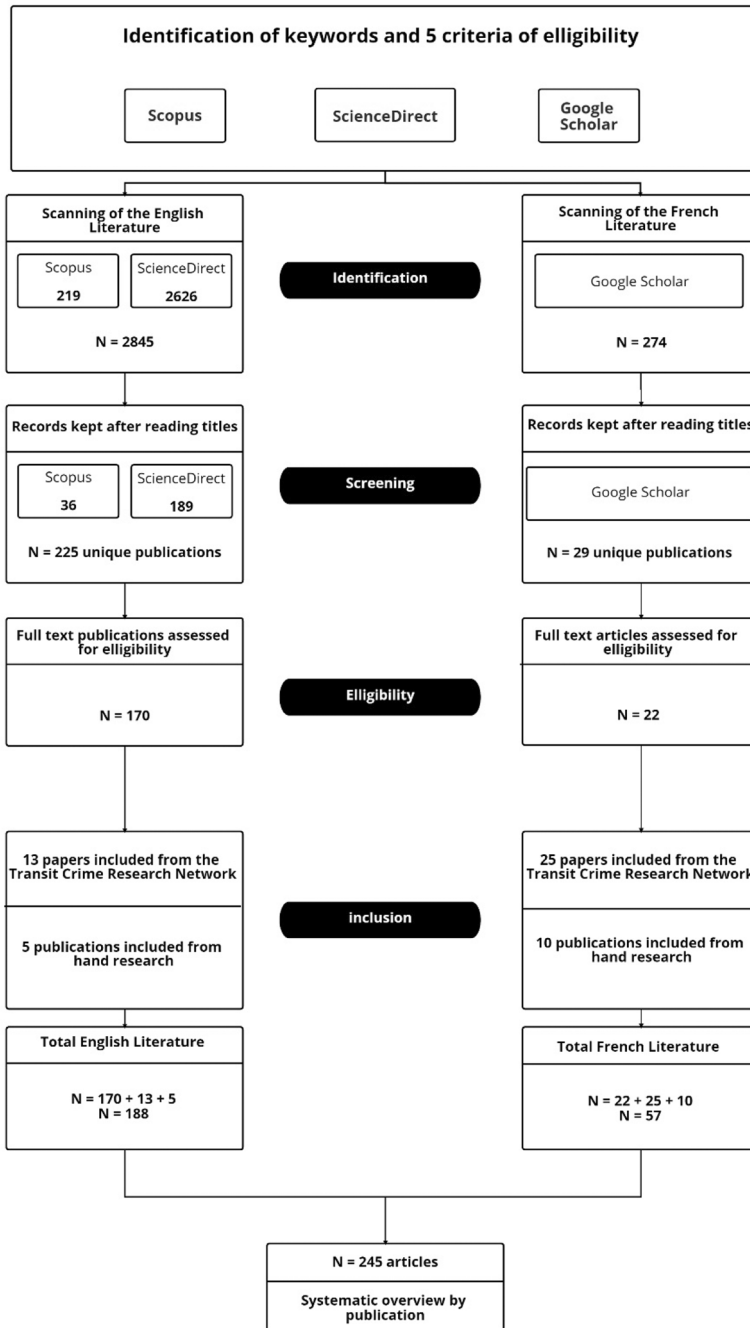 Identification of keywords and 5 criteria of elligibility
Scopus
ScienceDirect
Google
Scholar
Scanning of the English
Literature
Scopus
219
ScienceDirect
2626
N = 2845
Identification
Scanning of the French
Literature
Google Scholar
N = 274
Records kept after reading titles
Scopus
36
ScienceDirect
189
N = 225 unique publications
Screening
Records kept after reading titles
Google Scholar
N = 29 unique publications
Full text publications assessed
for elligibility
N = 170
Elligibility
Full text articles assessed for
elligibility
N = 22
13 papers included from the
Transit Crime Research Network
5 publications included from
hand research
inclusion
25 papers included from the
Transit Crime Research Network
10 publications included from
hand research
Total English Literature
N = 170 + 13 + 5
N = 188
Total French Literature
N = 22 + 25 + 10
N = 57
N = 245 articles
Systematic overview by
publication